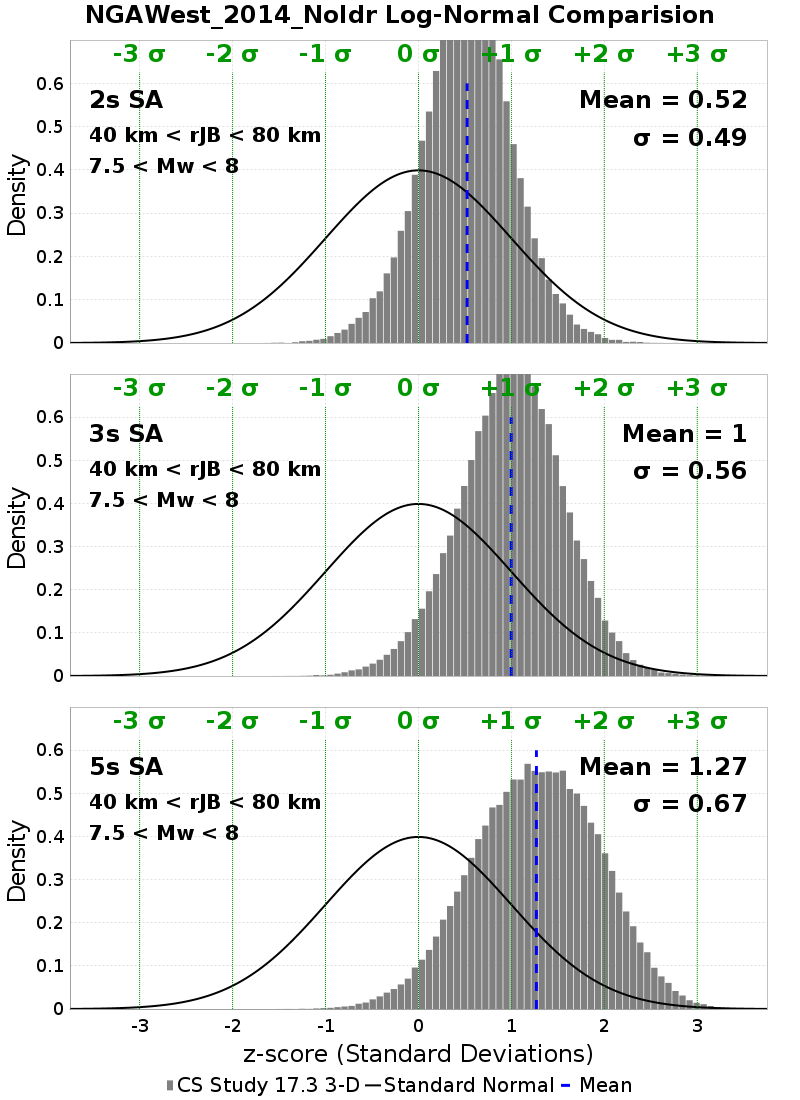 NGAWest_2014_NoIdr Log-Normal Comparision
-3 σ -2 σ -1 σ 0 σ +1 σ +2 σ +3 σ
2s SA
Mean = 0.52
40 km < rJB < 80 km
σ = 0.49
7.5 < Mw < 8
Density
0.6
0.5
0.4
0.3
0.2
0.1
0
-3 σ -2 σ -1 σ 0 σ +1 σ +2 σ +3 σ
3s SA
Mean = 1
40 km < rJB < 80 km
σ = 0.56
7.5 < Mw < 8
Density
0.6
0.5
0.4
0.3
0.2
0.1
0
-3 σ -2 σ -1 σ 0 σ +1 σ +2 σ +3 σ
5s SA
Mean = 1.27
40 km < rJB < 80 km
σ = 0.67
7.5 < Mw < 8
Density
0.6
0.5
0.4
0.3
0.2
0.1
0
-3 -2 -1 0 1 2 3
z-score (Standard Deviations)
CS Study 17.3 3-D Standard Normal Mean